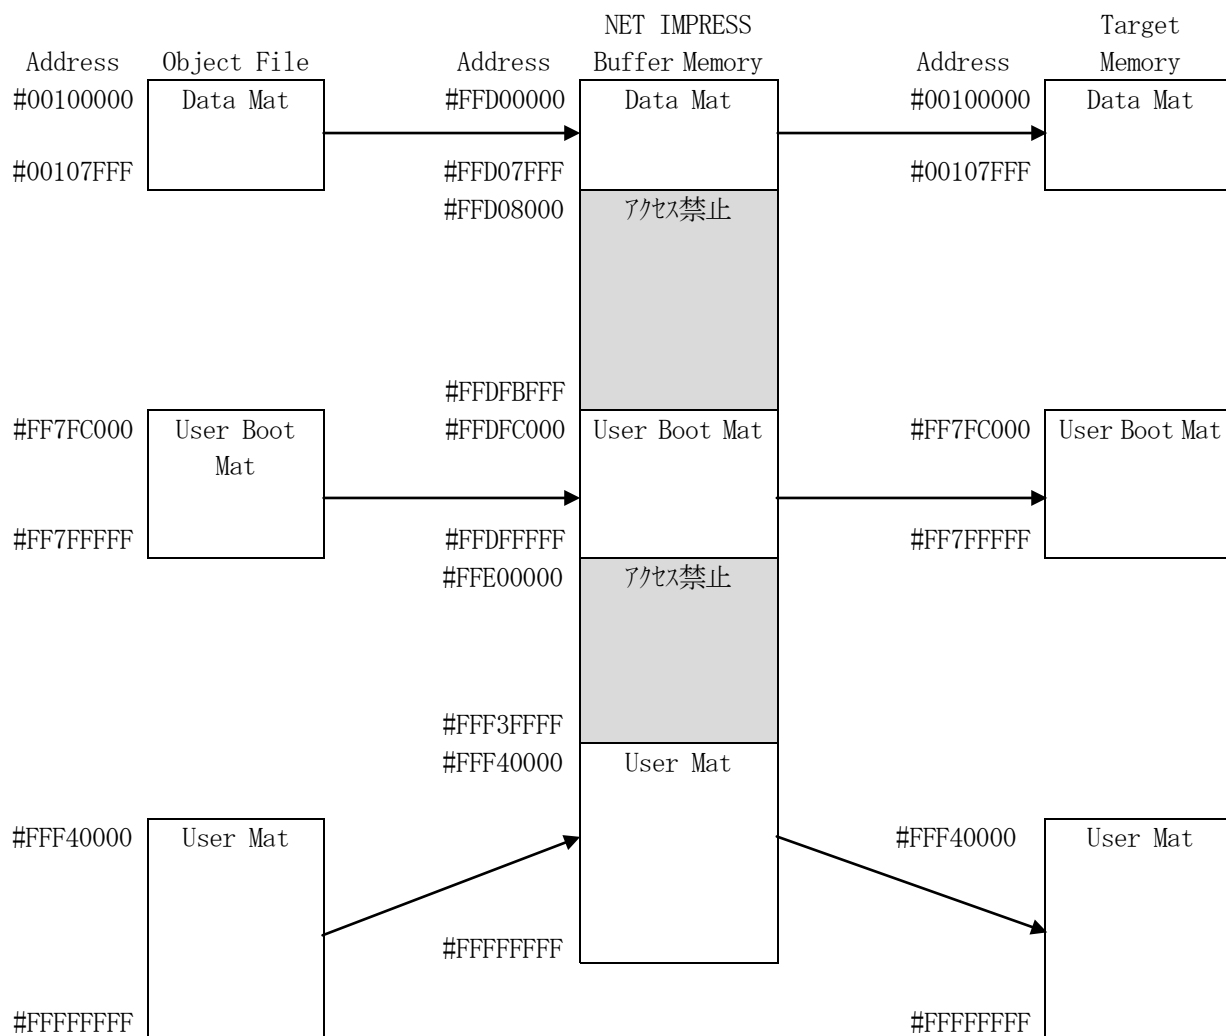 NET IMPRESS Target
Address Object File Address Buffer Memory Address Memory
#00100000 Data Mat #FFD00000 Data Mat #00100000 Data Mat
#00107FFF #FFD07FFF #00107FFF
#FFD08000 アクセス禁止
#FFDFBFFF
#FF7FC000 User Boot #FFDFC000 User Boot Mat #FF7FC000 User Boot Mat
Mat
#FF7FFFFF #FFDFFFFF #FF7FFFFF
#FFE00000 アクセス禁止
#FFF3FFFF
#FFF40000 User Mat
#FFF40000 User Mat #FFF40000 User Mat
#FFFFFFFF
#FFFFFFFF #FFFFFFFF